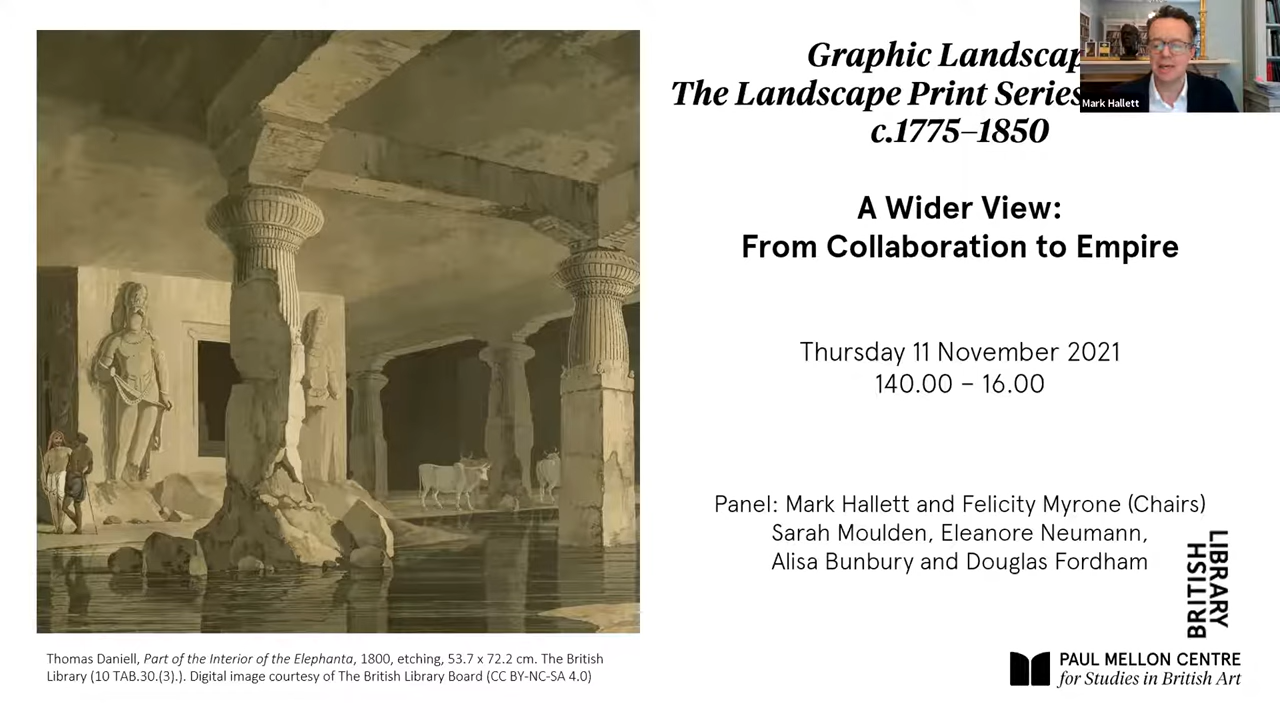 Graphic Landscap
The Landscape Print Series
c.1775–1850
Mark Hallett
A Wider View:
From Collaboration to Empire
Thursday 11 November 2021
140.00 – 16.00
Panel: Mark Hallett and Felicity Myrone (Chairs)
Sarah Moulden, Eleanore Neumann,
Alisa Bunbury and Douglas Fordham
BRITISH
LIBRARY
PAUL MELLON CENTRE
for Studies in British Art
Thomas Daniell, Part of the Interior of the Elephanta, 1800, etching, 53.7 x 72.2 cm. The British
Library (10 TAB.30.(3).). Digital image courtesy of The British Library Board (CC BY-NC-SA 4.0)